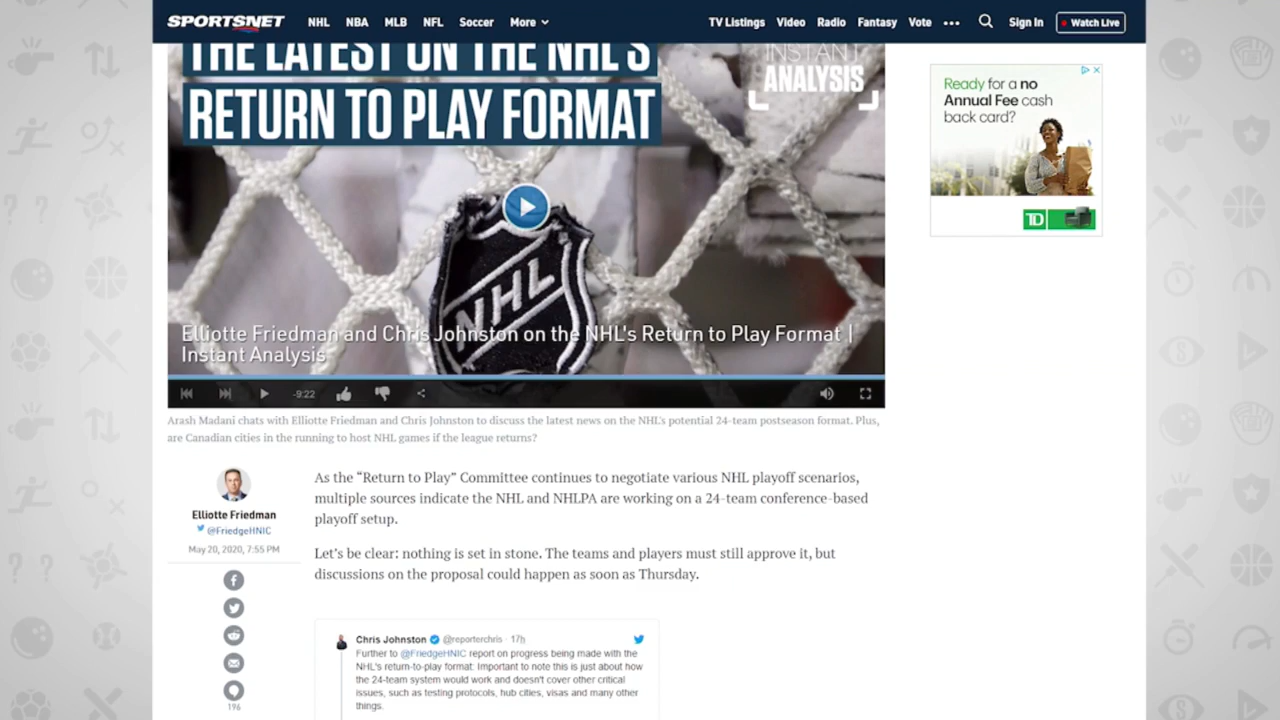 SPORTSNET NHL NBA MLB NFL Soccer More TV Listings Video Radio Fantasy Vote Sign In Watch Live
THE LATEST ON THE NHL'S
RETURN TO PLAY FORMAT
INSTANT
ANALYSIS
NHL
Elliotte Friedman and Chris Johnston on the NHL's Return to Play Format |
Instant Analysis
-9:22
Ready for a no
Annual Fee cash
back card?
TD
Arash Madani chats with Elliotte Friedman and Chris Johnston to discuss the latest news on the NHL's potential 24-team postseason format. Plus,
are Canadian cities in the running to host NHL games if the league returns?
Elliotte Friedman
@FriedgeHNIC
May 20, 2020, 7:55 PM
196
As the “Return to Play” Committee continues to negotiate various NHL playoff scenarios,
multiple sources indicate the NHL and NHLPA are working on a 24-team conference-based
playoff setup.
Let’s be clear: nothing is set in stone. The teams and players must still approve it, but
discussions on the proposal could happen as soon as Thursday.
Chris Johnston @reporterchris · 17h
Further to @FriedgeHNIC report on progress being made with the
NHL's return-to-play format: Important to note this is just about how
the 24-team system would work and doesn't cover other critical
issues, such as testing protocols, hub cities, visas and many other
things.